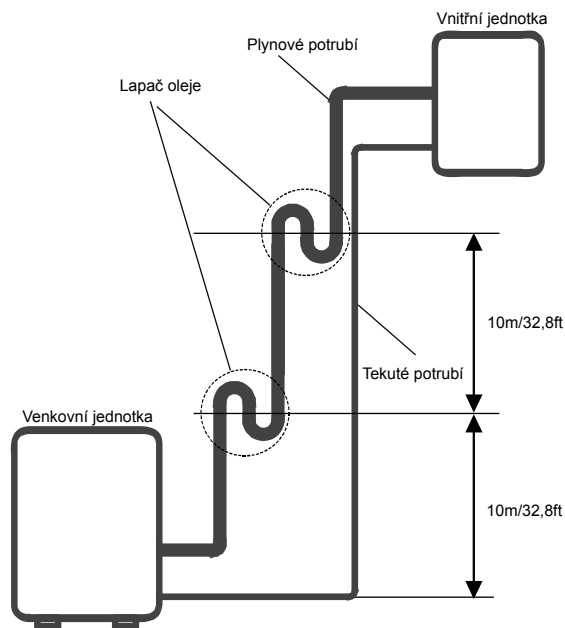 Vnitřní jednotka
Plynové potrubí
Lapač oleje
10m/32,8ft
Tekuté potrubí
Venkovní jednotka
10m/32,8ft